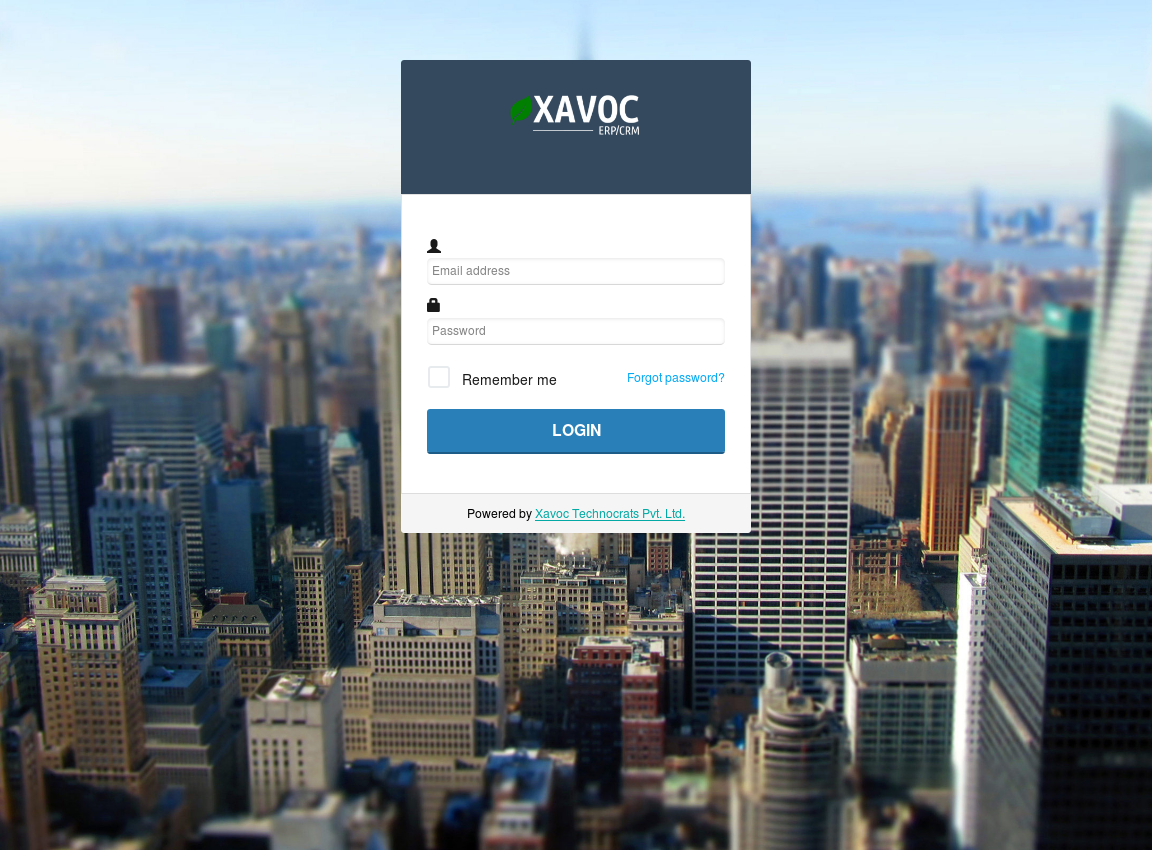 XAVOC
ERP/CRM
Email address
Password
Remember me
Forgot password?
LOGIN
Powered by Xavoc Technocrats Pvt. Ltd.